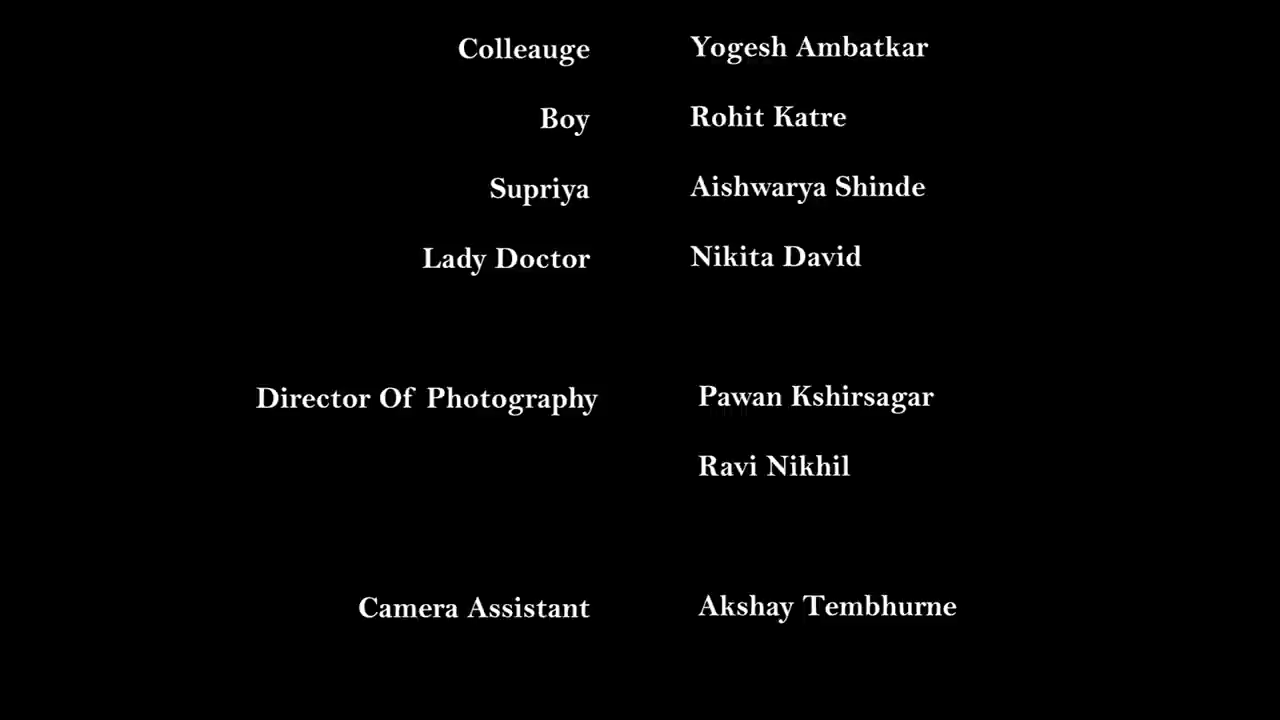 Colleauge Yogesh Ambatkar
Boy Rohit Katre
Supriya Aishwarya Shinde
Lady Doctor Nikita David
Director Of Photography Pawan Kshirsagar
Ravi Nikhil
Camera Assistant Akshay Tembhurne